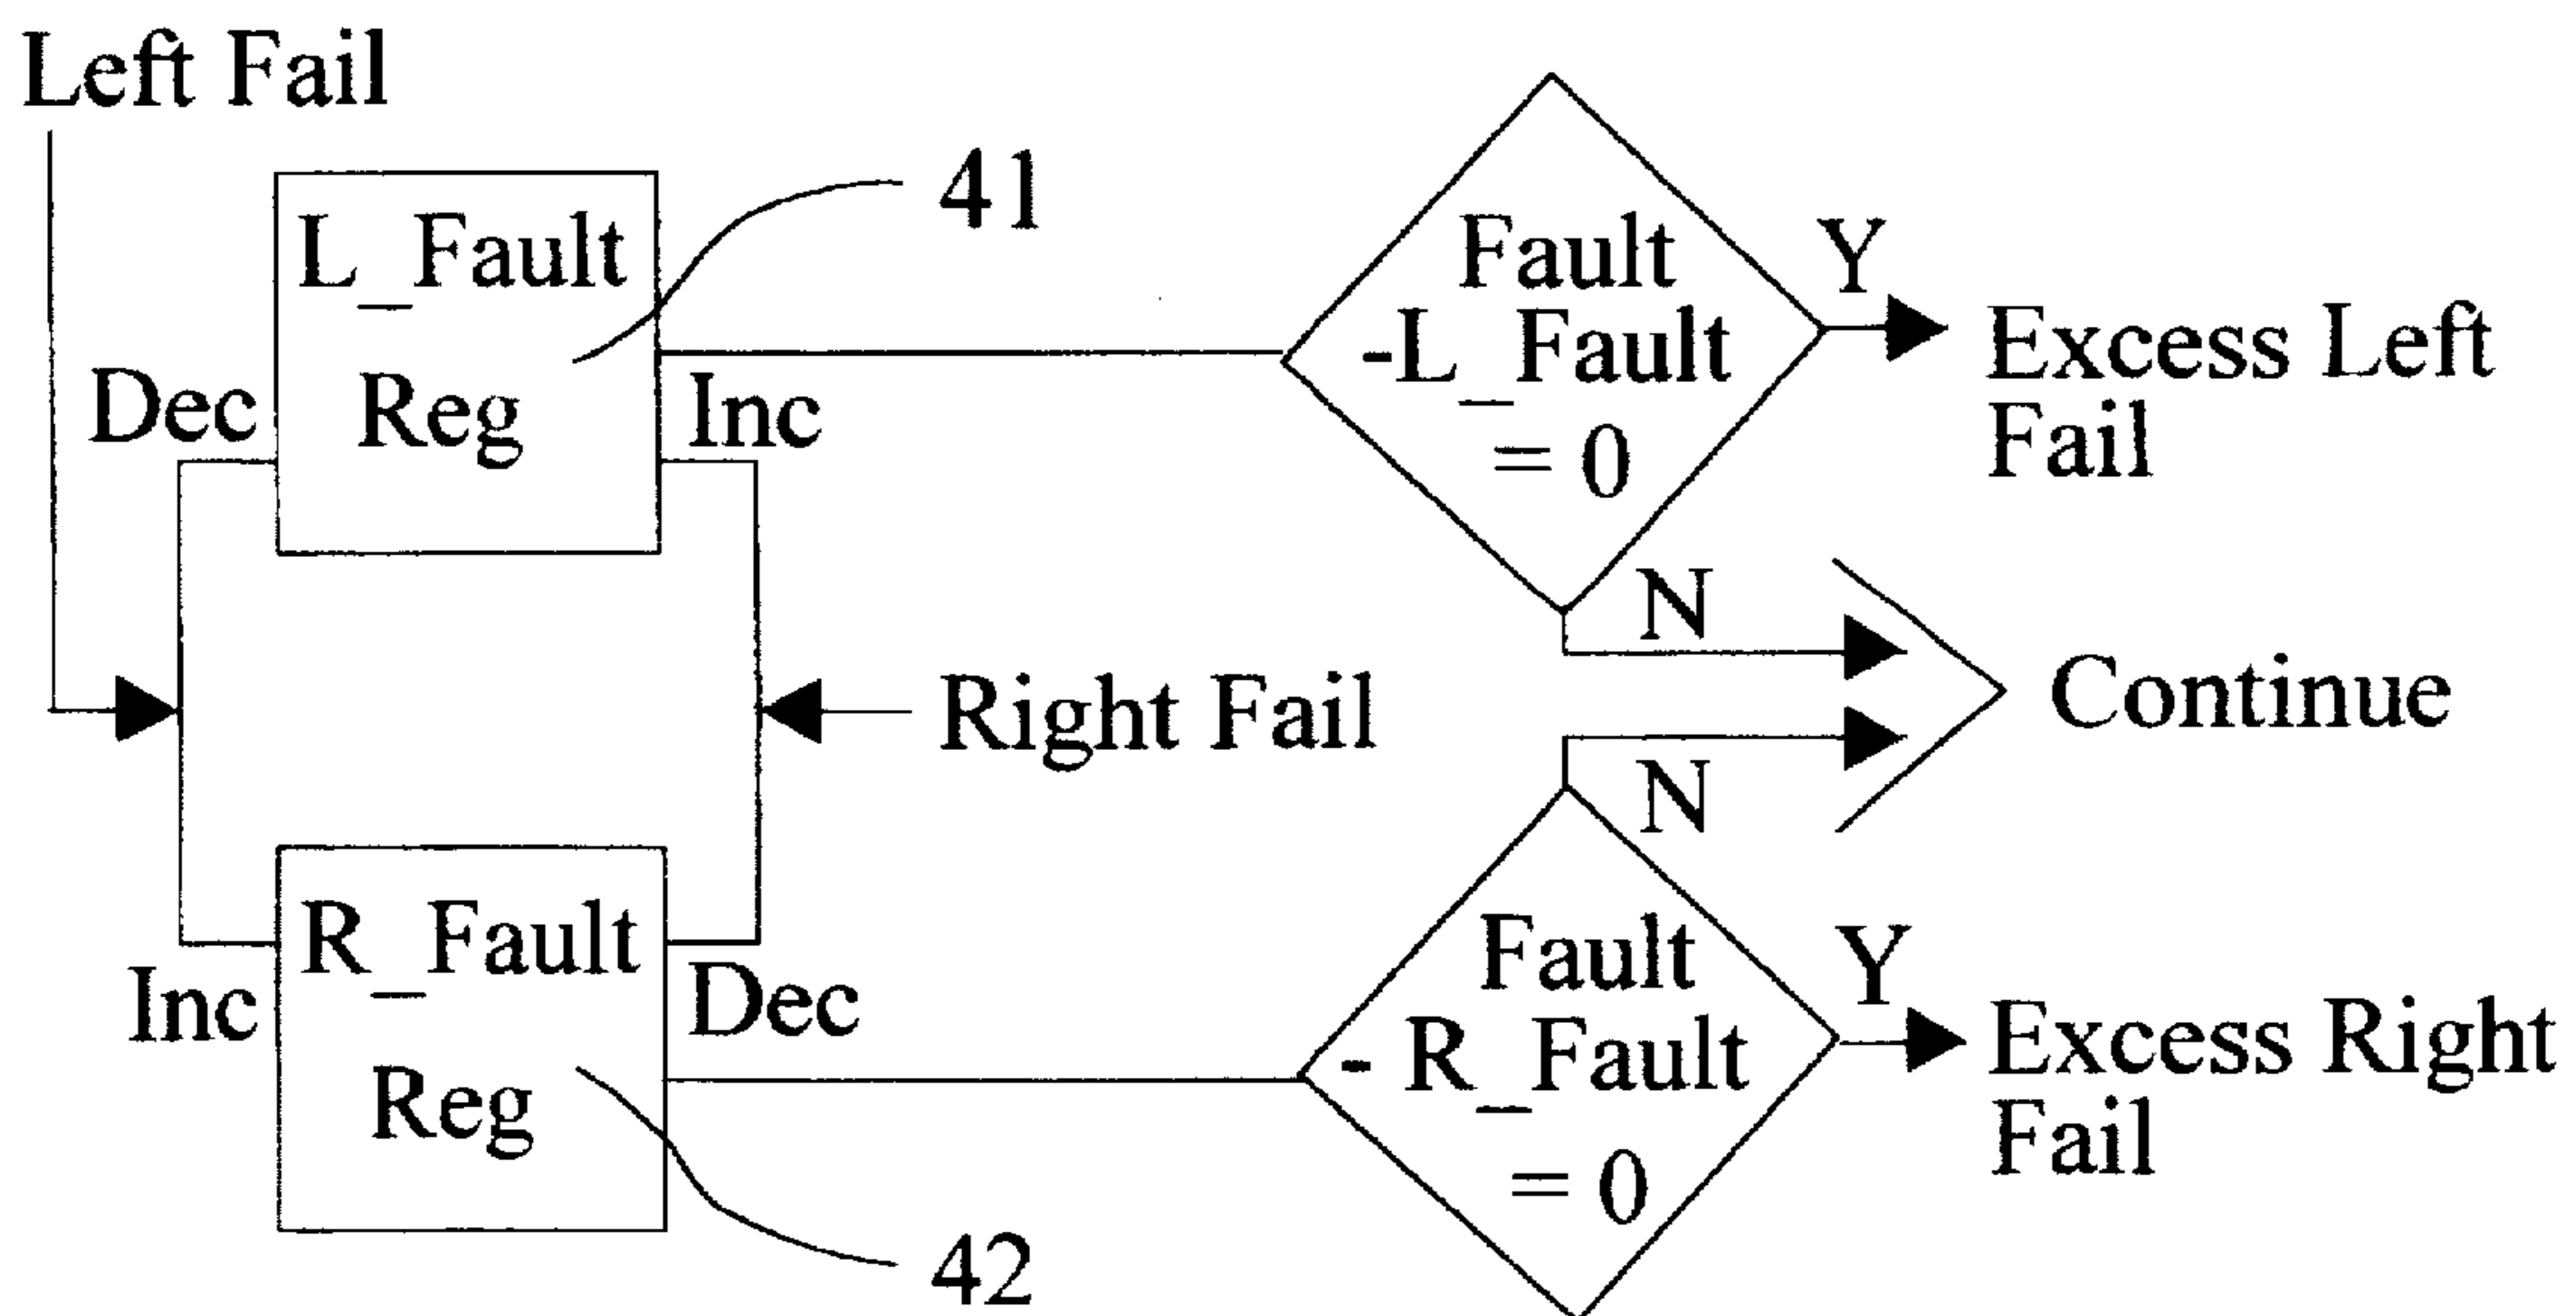 Left Fail
41
L_Fault
Reg
Dec
Inc
Fault
-L_Fault
= 0
Y
Excess Left
Fail
N
Right Fail
Continue
N
R_Fault
Reg
Inc
Dec
Fault
- R_Fault
= 0
Y
Excess Right
Fail
42